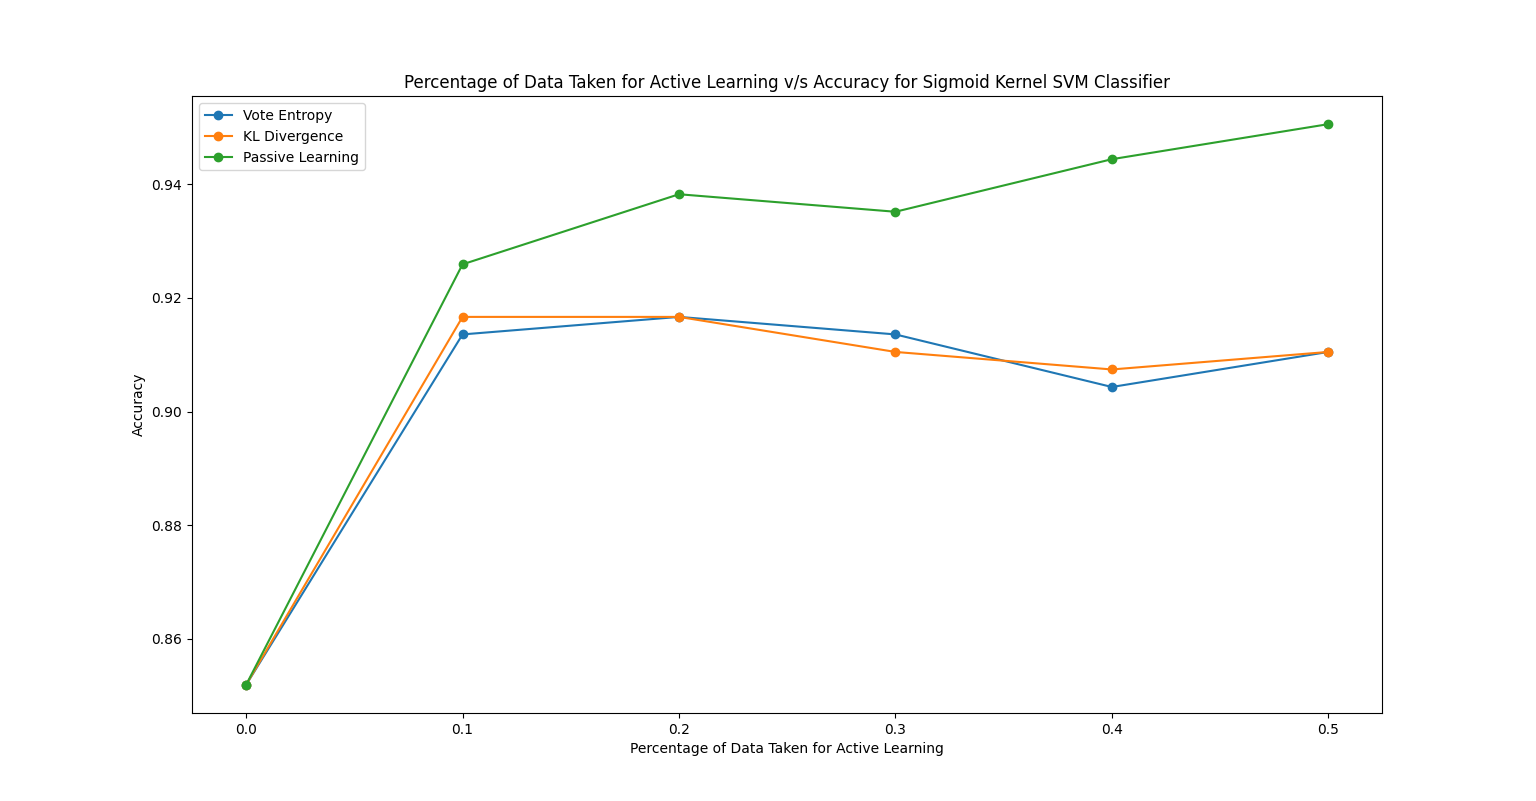 Percentage of Data Taken for Active Learning v/s Accuracy for Sigmoid Kernel SVM Classifier
Vote Entropy
KL Divergence
Passive Learning
0.94
0.92
0.90
0.88
0.86
Accuracy
0.0 0.1 0.2 0.3 0.4 0.5
Percentage of Data Taken for Active Learning